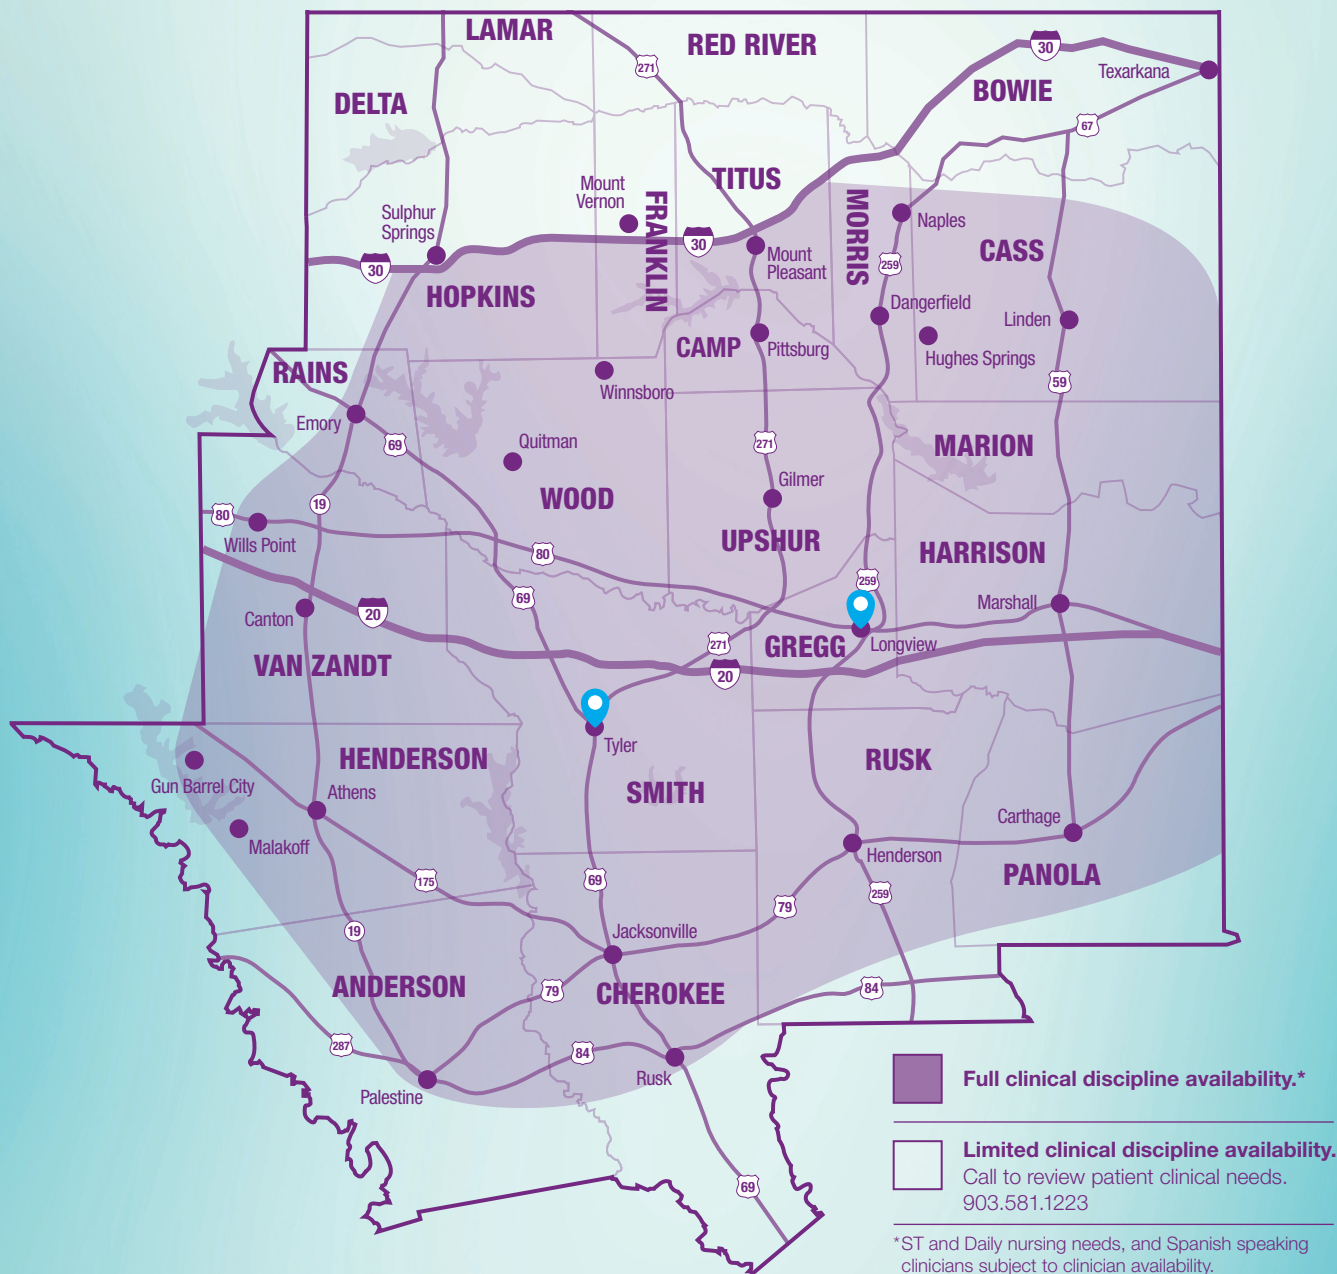 LAMAR
RED RIVER
271
30
Texarkana
BOWIE
DELTA
67
TITUS
Mount
Vernon
FRANKLIN
MORRIS
Sulphur
Springs
Naples
30
30
Mount
Pleasant
259
CASS
HOPKINS
Dangerfield
Linden
CAMP
Pittsburg
Hughes Springs
RAINS
Winnsboro
59
Emory
69
Quitman
271
MARION
Gilmer
WOOD
19
80
Wills Point
80
UPSHUR
HARRISON
259
69
Marshall
Canton
20
271
GREGG
Longview
VAN ZANDT
20
Tyler
HENDERSON
RUSK
Gun Barrel City
Athens
SMITH
Malakoff
Carthage
Henderson
175
69
259
PANOLA
79
19
Jacksonville
ANDERSON
79
CHEROKEE
84
287
84
Palestine
Rusk
69
Full clinical discipline availability.*
Limited clinical discipline availability.
Call to review patient clinical needs.
903.581.1223
*ST and Daily nursing needs, and Spanish speaking
clinicians subject to clinician availability.